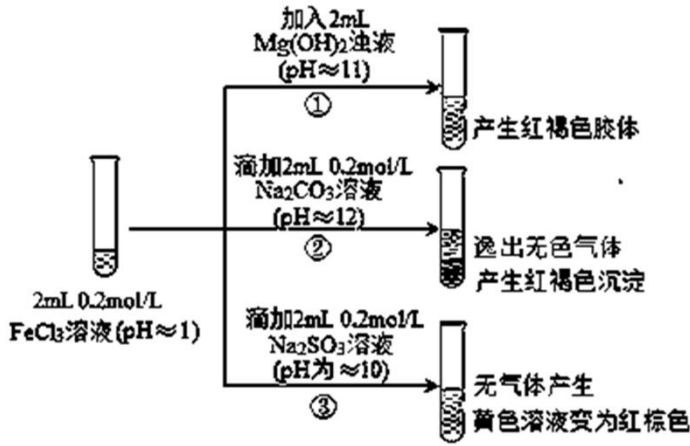 加入2mL
Mg(OH)2浊液
(pH≈11)
①
产生红褐色胶体
滴加2mL 0.2mol/L
Na2CO3溶液
(pH≈12)
②
逸出无色气体
产生红褐色沉淀
2mL 0.2mol/L
FeCl3溶液(pH≈1)
滴加2mL 0.2mol/L
Na2SO3溶液
(pH为≈10)
③
无气体产生
黄色溶液变为红棕色